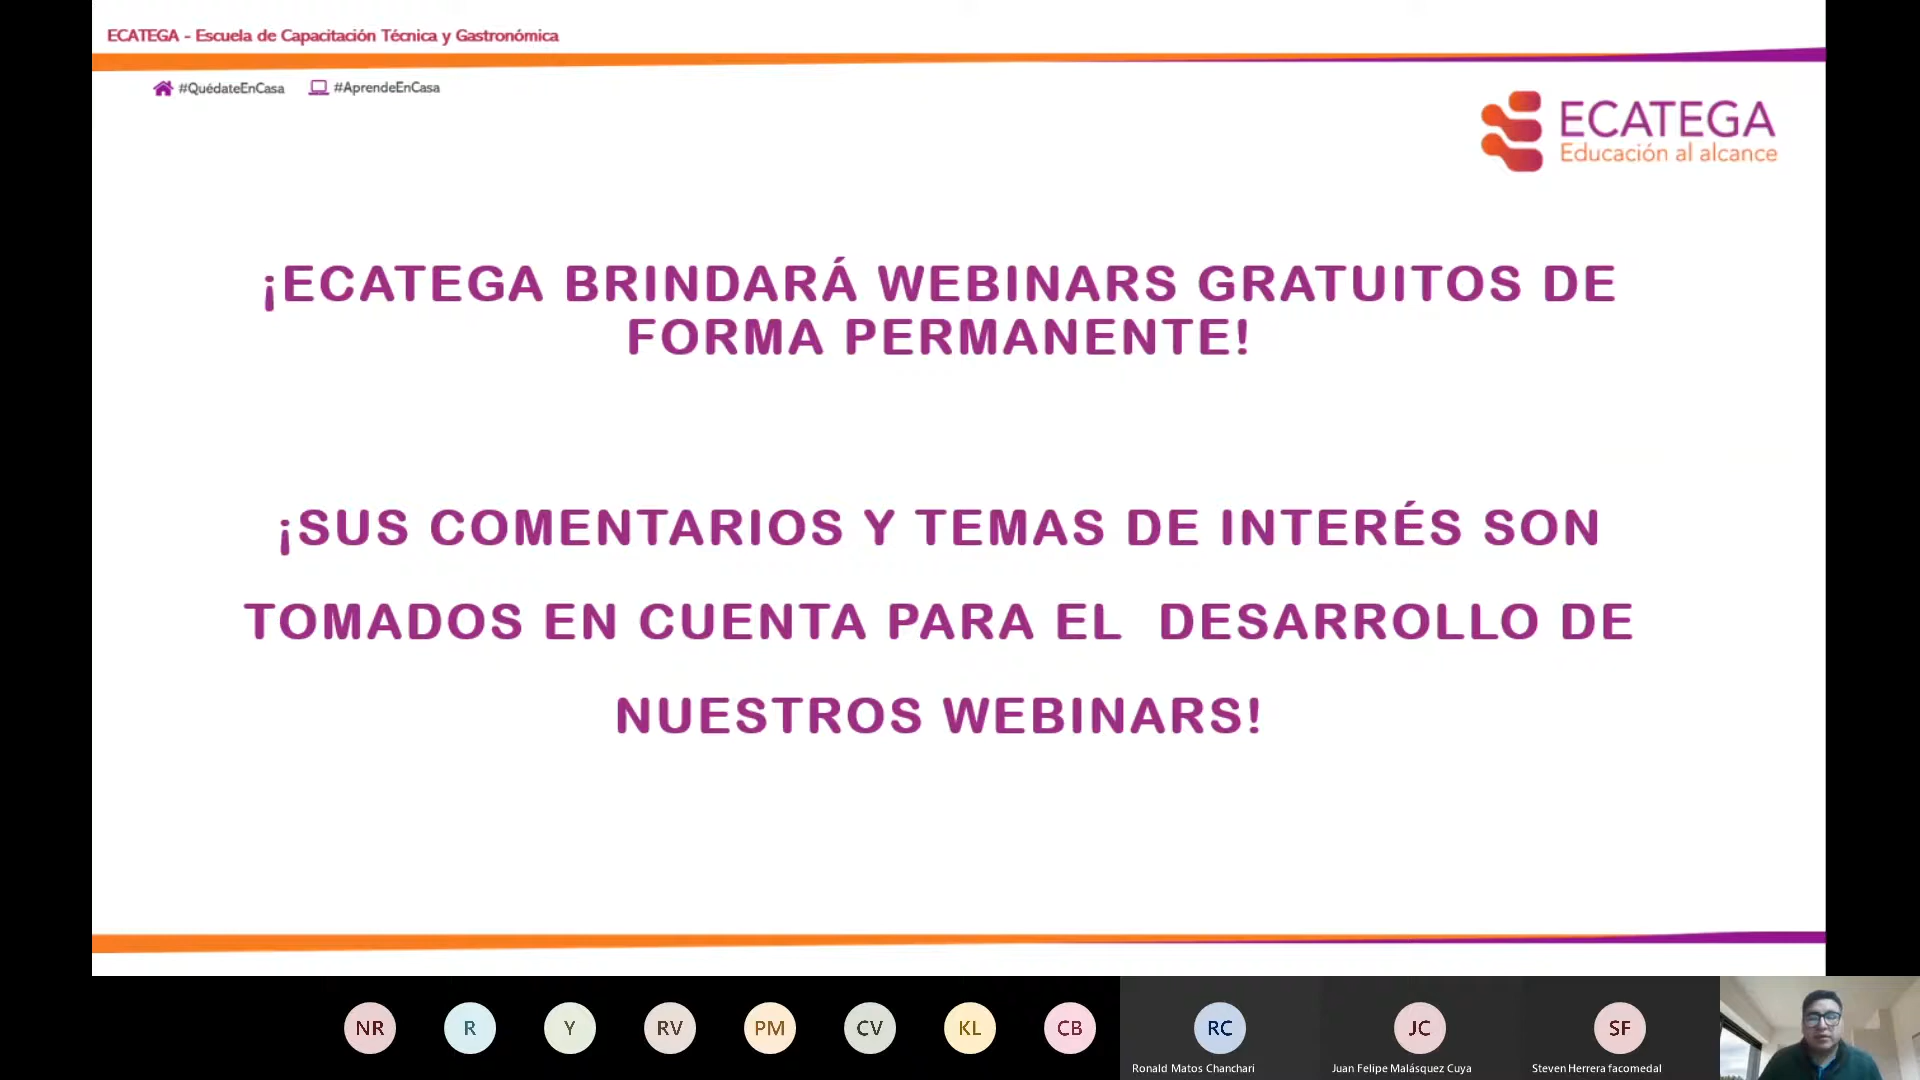 ECATEGA - Escuela de Capacitación Técnica y Gastronómica
#QuédateEnCasa #AprendeEnCasa
ECATEGA
Educación al alcance
¡ECATEGA BRINDARÁ WEBINARS GRATUITOS DE
FORMA PERMANENTE!
¡SUS COMENTARIOS Y TEMAS DE INTERÉS SON
TOMADOS EN CUENTA PARA EL DESARROLLO DE
NUESTROS WEBINARS!
NR R Y RV PM CV KL CB RC JC SF
Ronald Matos Chanchari Juan Felipe Malásquez Cuya Steven Herrera facomedal